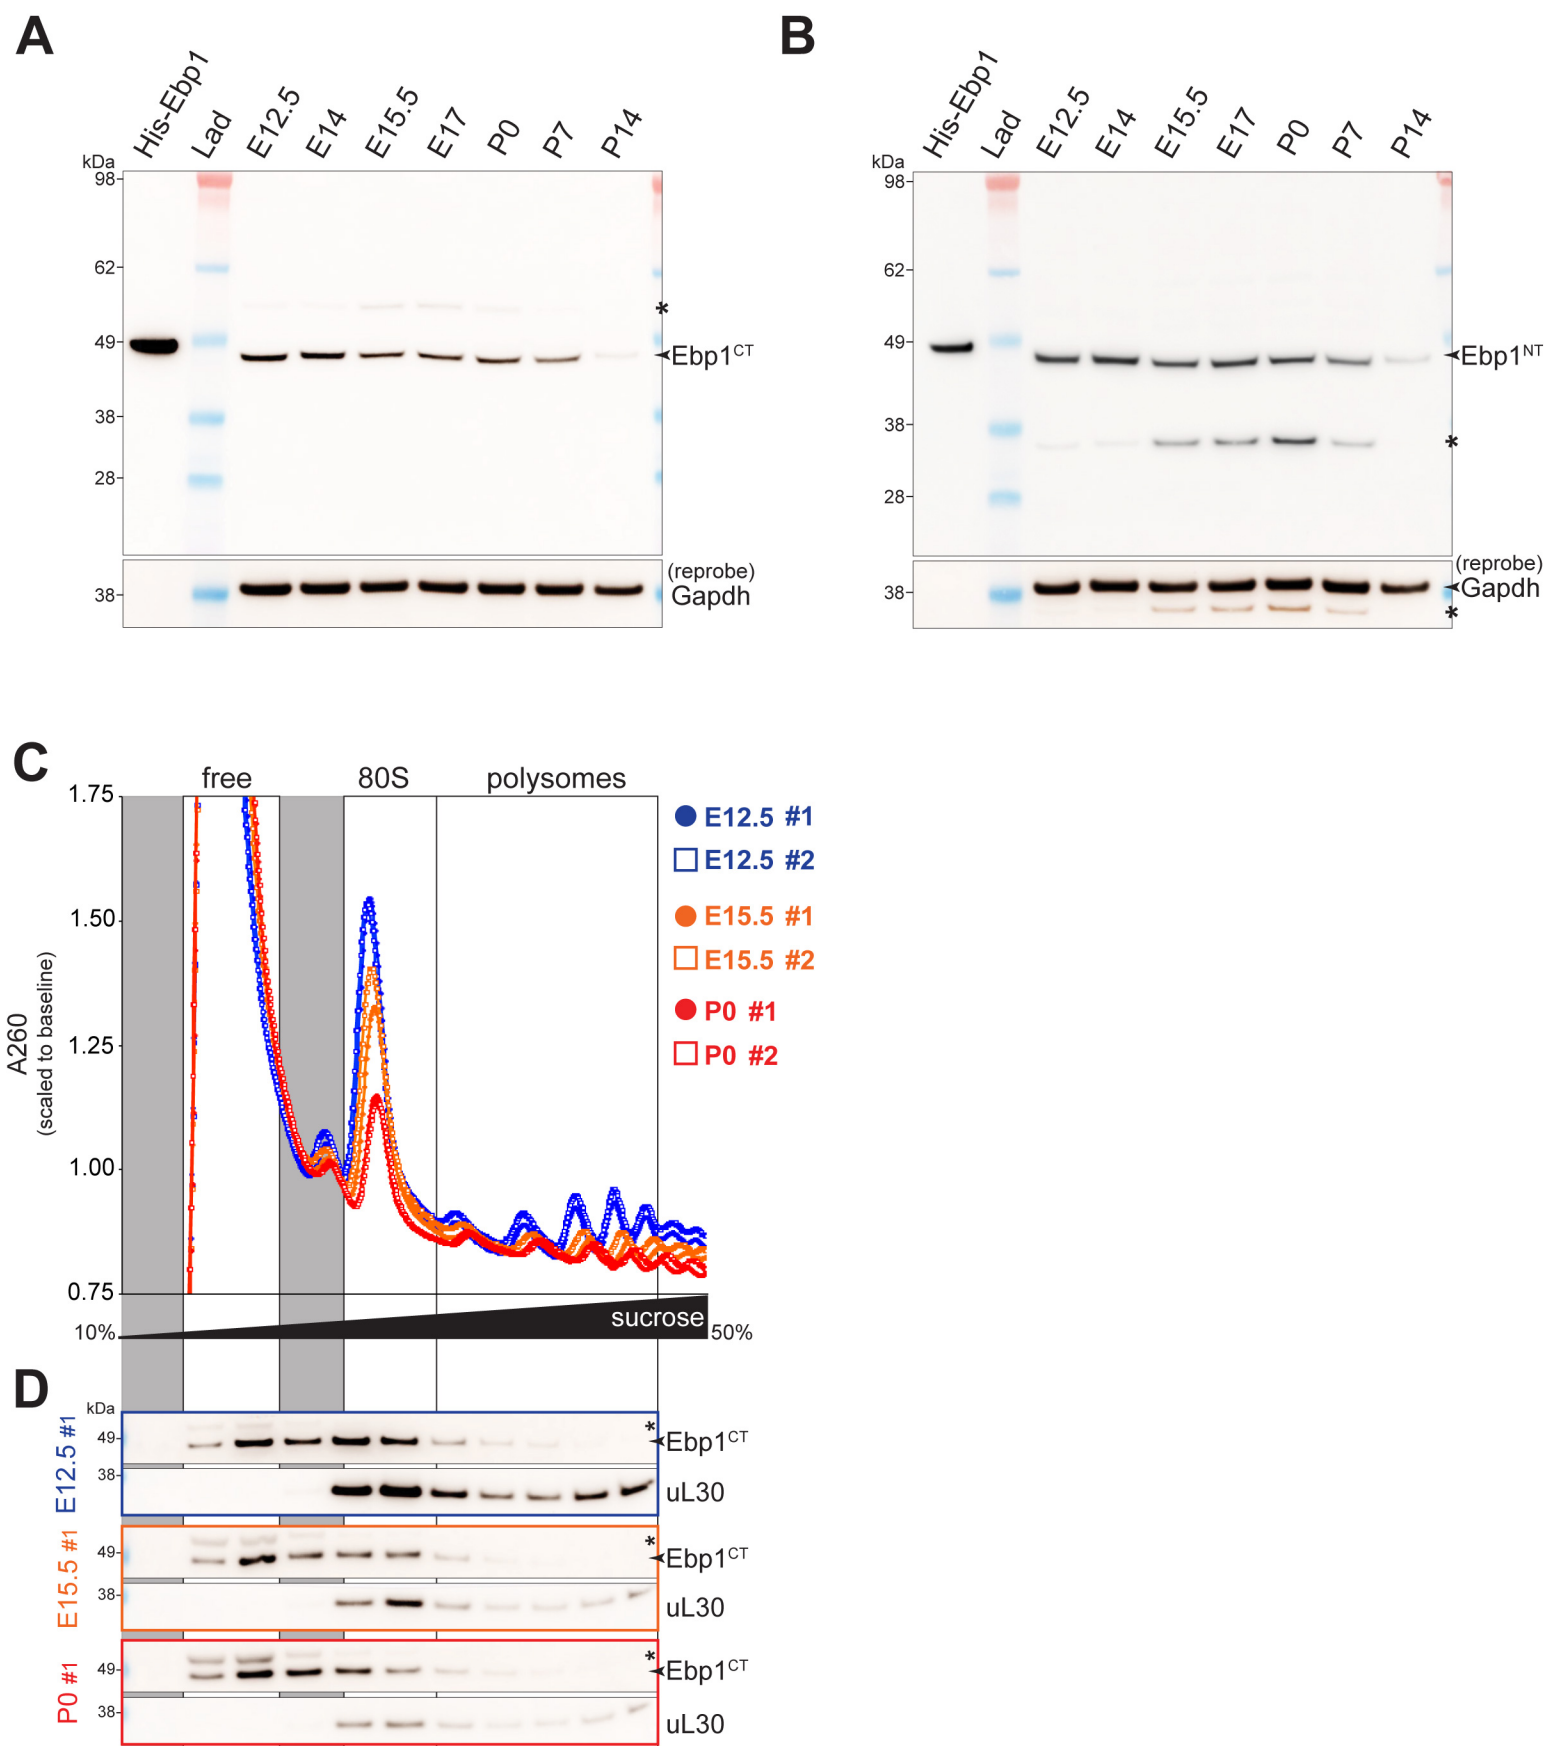 A
His-Ebp1 Lad E12.5 E14 E15.5 E17 P0 P7 P14
kDa
98
62
*
49
Ebp1CT
38
28
(reprobe)
38
Gapdh
B
His-Ebp1 Lad E12.5 E14 E15.5 E17 P0 P7 P14
kDa
98
62
49
Ebp1NT
38
*
28
(reprobe)
38
Gapdh
*
C
free 80S polysomes
1.75
1.50
1.25
1.00
0.75
A260
(scaled to baseline)
E12.5 #1
E12.5 #2
E15.5 #1
E15.5 #2
P0 #1
P0 #2
10% sucrose 50%
D
kDa
E12.5 #1
*
49
Ebp1CT
38
uL30
E15.5 #1
*
49
Ebp1CT
38
uL30
P0 #1
*
49
Ebp1CT
38
uL30